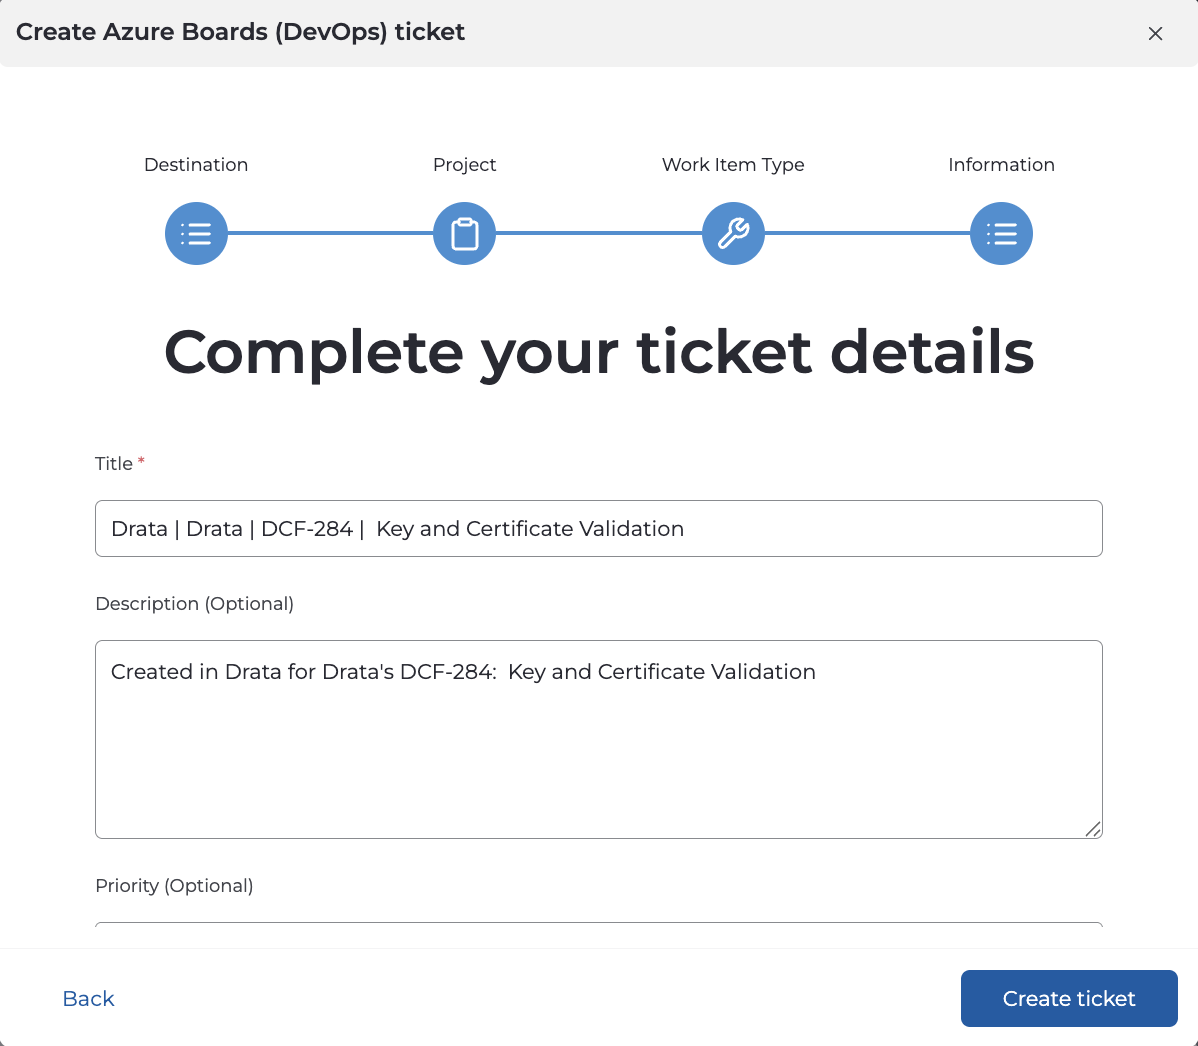 Create Azure Boards (DevOps) ticket
Destination
Project
Work Item Type
Information
Complete your ticket details
Title *
Drata | Drata | DCF-284 |  Key and Certificate Validation
Description (Optional)
Created in Drata for Drata's DCF-284:  Key and Certificate Validation
Priority (Optional)
Back
Create ticket